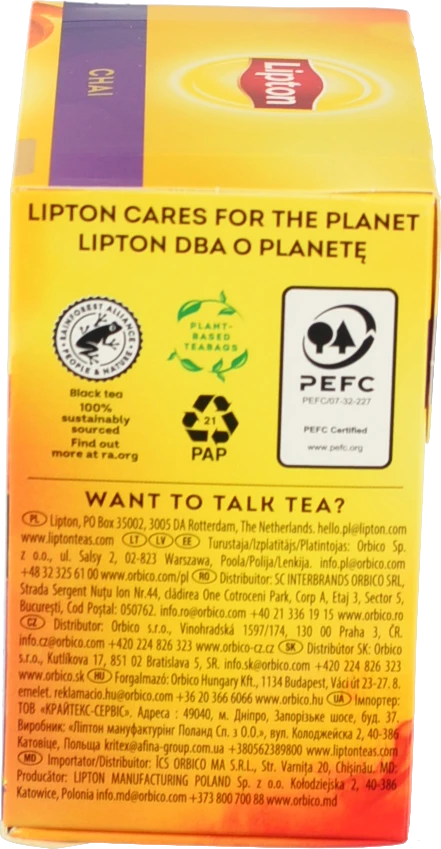 CHAI
Lipton
LIPTON CARES FOR THE PLANET
LIPTON DBA O PLANETĘ
RAINFOREST ALLIANCE
PEOPLE & NATURE
Black tea
100%
sustainably
sourced
Find out
more at ra.org
PLANT-
BASED
TEABAGS
21
PAP
PEFC
PEFC/07-32-227
PEFC Certified
www.pefc.org
WANT TO TALK TEA?
PL Lipton, PO Box 35002, 3005 DA Rotterdam, The Netherlands. hello.pl@lipton.com
www.liptonteas.com LT LV EE Turustaja/Izplatītājs/Platintojas: Orbico Sp.
z o.o., ul. Salsy 2, 02-823 Warszawa, Poola/Polija/Lenkija. info.pl@orbico.com
+48 32 325 61 00 www.orbico.com/pl RO Distribuitor: SC INTERBRANDS ORBICO SRL,
Strada Sergent Nuțu Ion Nr.44, clădirea One Cotroceni Park, Corp A, Etaj 3, Sector 5,
București, Cod Poștal: 050762. info.ro@orbico.com +40 21 336 19 15 www.orbico.ro
CZ Distributor: Orbico s.r.o., Vinohradská 1597/174, 130 00 Praha 3, ČR.
info.cz@orbico.com +420 224 826 323 www.orbico-cz.cz SK Distribútor SK: Orbico
s.r.o., Kutlíkova 17, 851 02 Bratislava 5, SR. info.sk@orbico.com +420 224 826 323
www.orbico.sk HU Forgalmazó: Orbico Hungary Kft., 1134 Budapest, Váci út 23-27. 8.
emelet. reklamacio.hu@orbico.com +36 20 366 6066 www.orbico.hu UA Імпортер:
ТОВ «КРАЙТЕКС-СЕРВІС». Адреса : 49040, м. Дніпро, Запорізьке шосе, буд. 37.
Виробник: «Ліптон мануфактурінг Поланд Сп. з О.О.», вул. Колоджейска 2, 40-386
Катовіце, Польща kritex@afina-group.com.ua +380562389800 www.liptonteas.com
MD Importator/Distribuitor: ÎCS ORBICO MA S.R.L., Str. Varnița 20, Chișinău. MD.
Producător: LIPTON MANUFACTURING POLAND Sp. z o.o. Kołodziejska 2, 40-386
Katowice, Polonia info.md@orbico.com +373 800 700 88 www.orbico.md